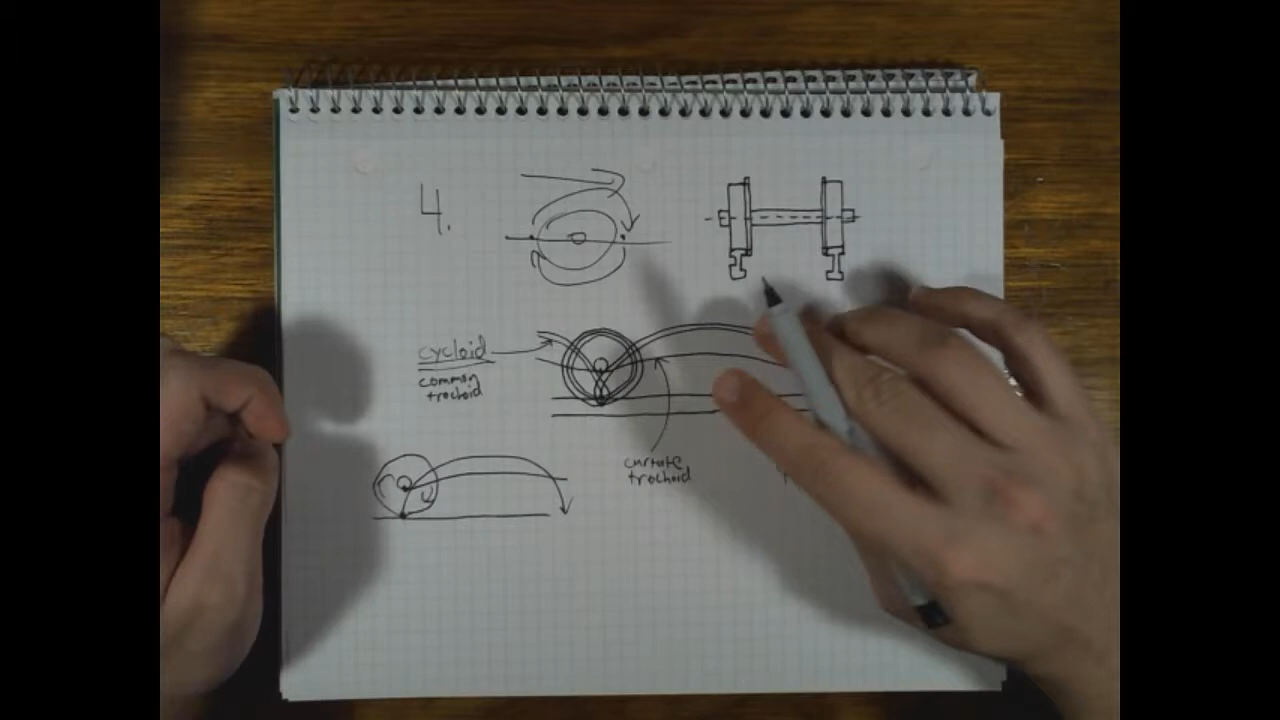 4.
cycloid
common
trochoid
curtate
trochoid